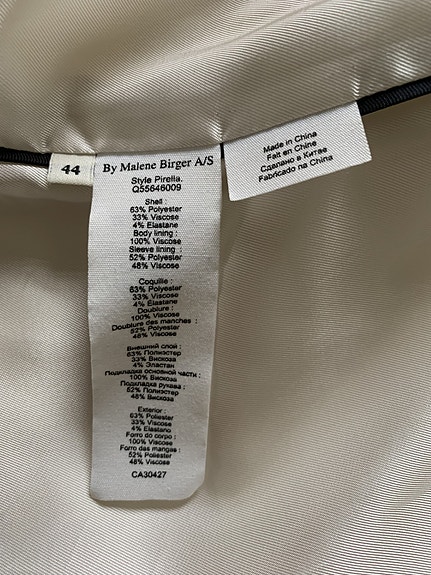 44
By Malene Birger A/S
Style Pirella.
Q55646009
Shell :
63% Polyester
33% Viscose
4% Elastane
Body lining :
100% Viscose
Sleeve lining :
52% Polyester
48% Viscose
Coquille :
63% Polyester
33% Viscose
4% Elastane
Doublure :
100% Viscose
Doublure des manches :
52% Polyester
48% Viscose
Внешний слой :
63% Полиэстер
33% Вискоза
4% Эластан
Подкладка основной части :
100% Вискоза
Подкладка рукава :
52% Полиэстер
48% Вискоза
Exterior :
63% Poliester
33% Viscose
4% Elastano
Forro do corpo :
100% Viscose
Forro das mangas :
52% Poliester
48% Viscose
CA30427
Made in China
Fait en Chine
Сделано в Китае
Fabricado na China